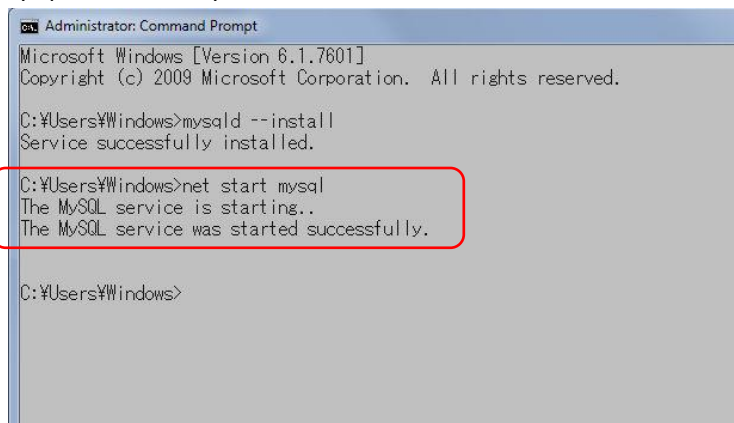 Administrator: Command Prompt
Microsoft Windows [Version 6.1.7601]
Copyright (c) 2009 Microsoft Corporation.  All rights reserved.
C:¥Users¥Windows>mysqld --install
Service successfully installed.
C:¥Users¥Windows>net start mysql
The MySQL service is starting..
The MySQL service was started successfully.
C:¥Users¥Windows>